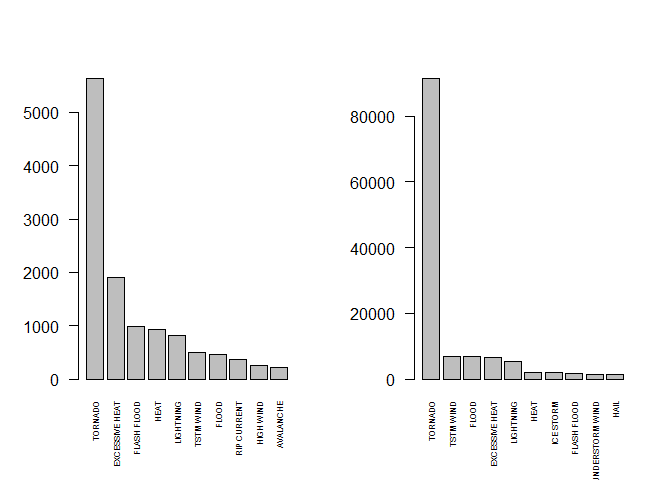 5000
4000
3000
2000
1000
0
TORNADO
EXCESSIVE HEAT
FLASH FLOOD
HEAT
LIGHTNING
TSTM WIND
FLOOD
RIP CURRENT
HIGH WIND
AVALANCHE
80000
60000
40000
20000
0
TORNADO
TSTM WIND
FLOOD
EXCESSIVE HEAT
LIGHTNING
HEAT
ICE STORM
FLASH FLOOD
UNDERSTORM WIND
HAIL